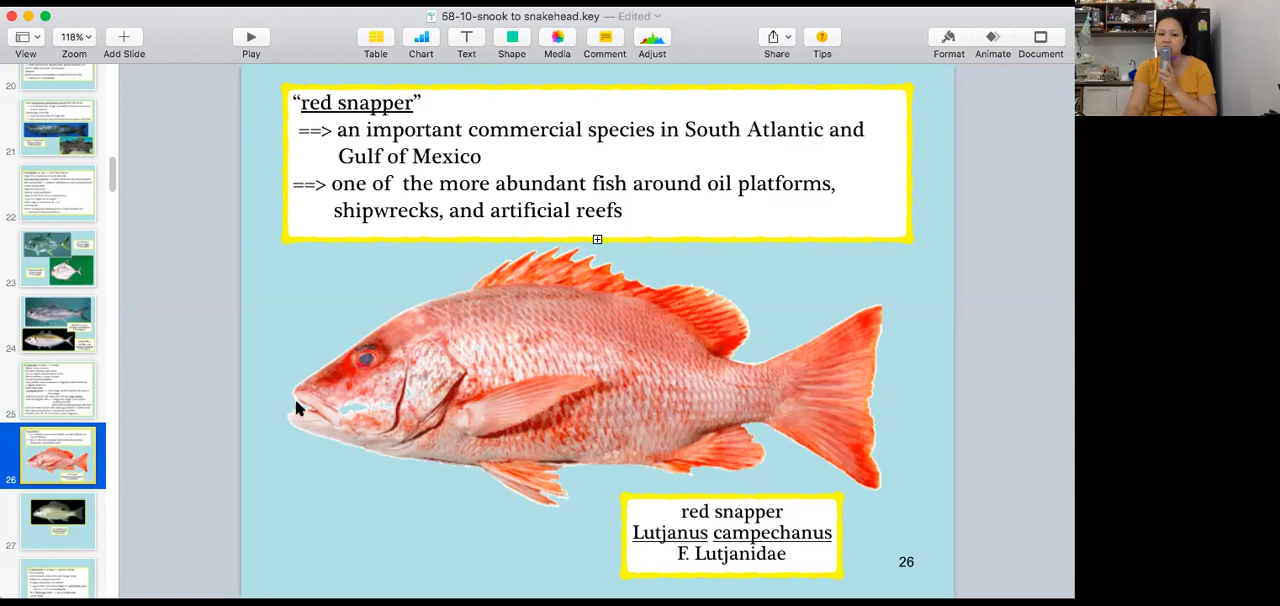 58-10-snook to snakehead.key — Edited
118%
View
Zoom
Add Slide
Play
Table
Chart
Text
Shape
Media
Comment
Adjust
Share
Tips
Format
Animate
Document
20
21
22
23
24
25
26
27
“red snapper”
==> an important commercial species in South Atlantic and
Gulf of Mexico
==> one of the more abundant fish around oil platforms,
shipwrecks, and artificial reefs
red snapper
Lutjanus campechanus
F. Lutjanidae
26